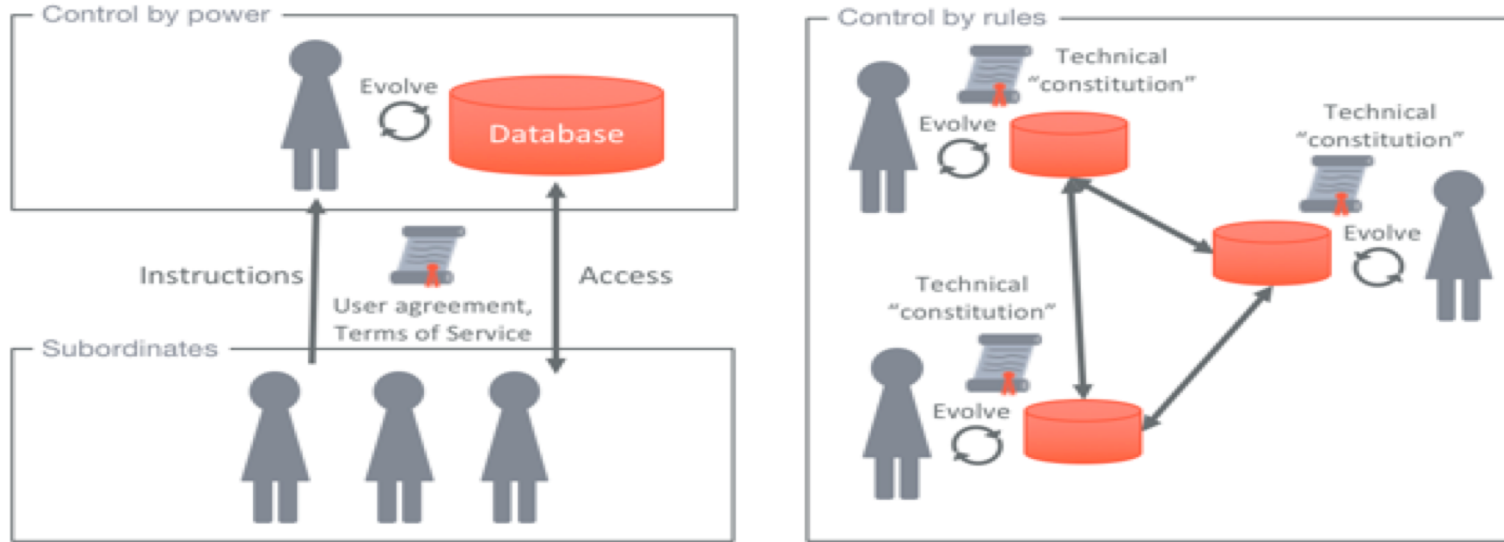 Control by power
Evolve
Database
Instructions
Access
User agreement,
Terms of Service
Subordinates
Control by rules
Technical
“constitution”
Evolve
Technical
“constitution”
Evolve
Technical
“constitution”
Evolve